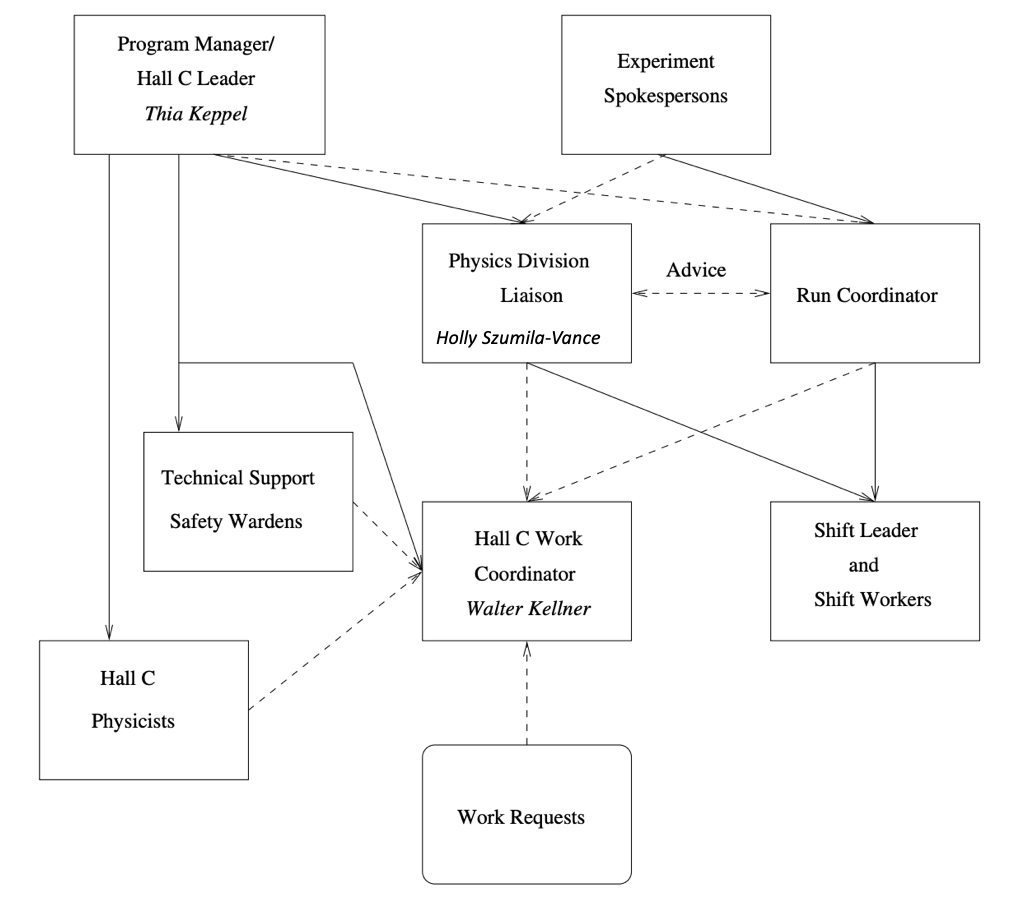 Program Manager/
Hall C Leader
Thia Keppel
Experiment
Spokespersons
Physics Division
Liaison
Holly Szumila-Vance
Advice
Run Coordinator
Technical Support
Safety Wardens
Hall C Work
Coordinator
Walter Kellner
Shift Leader
and
Shift Workers
Hall C
Physicists
Work Requests